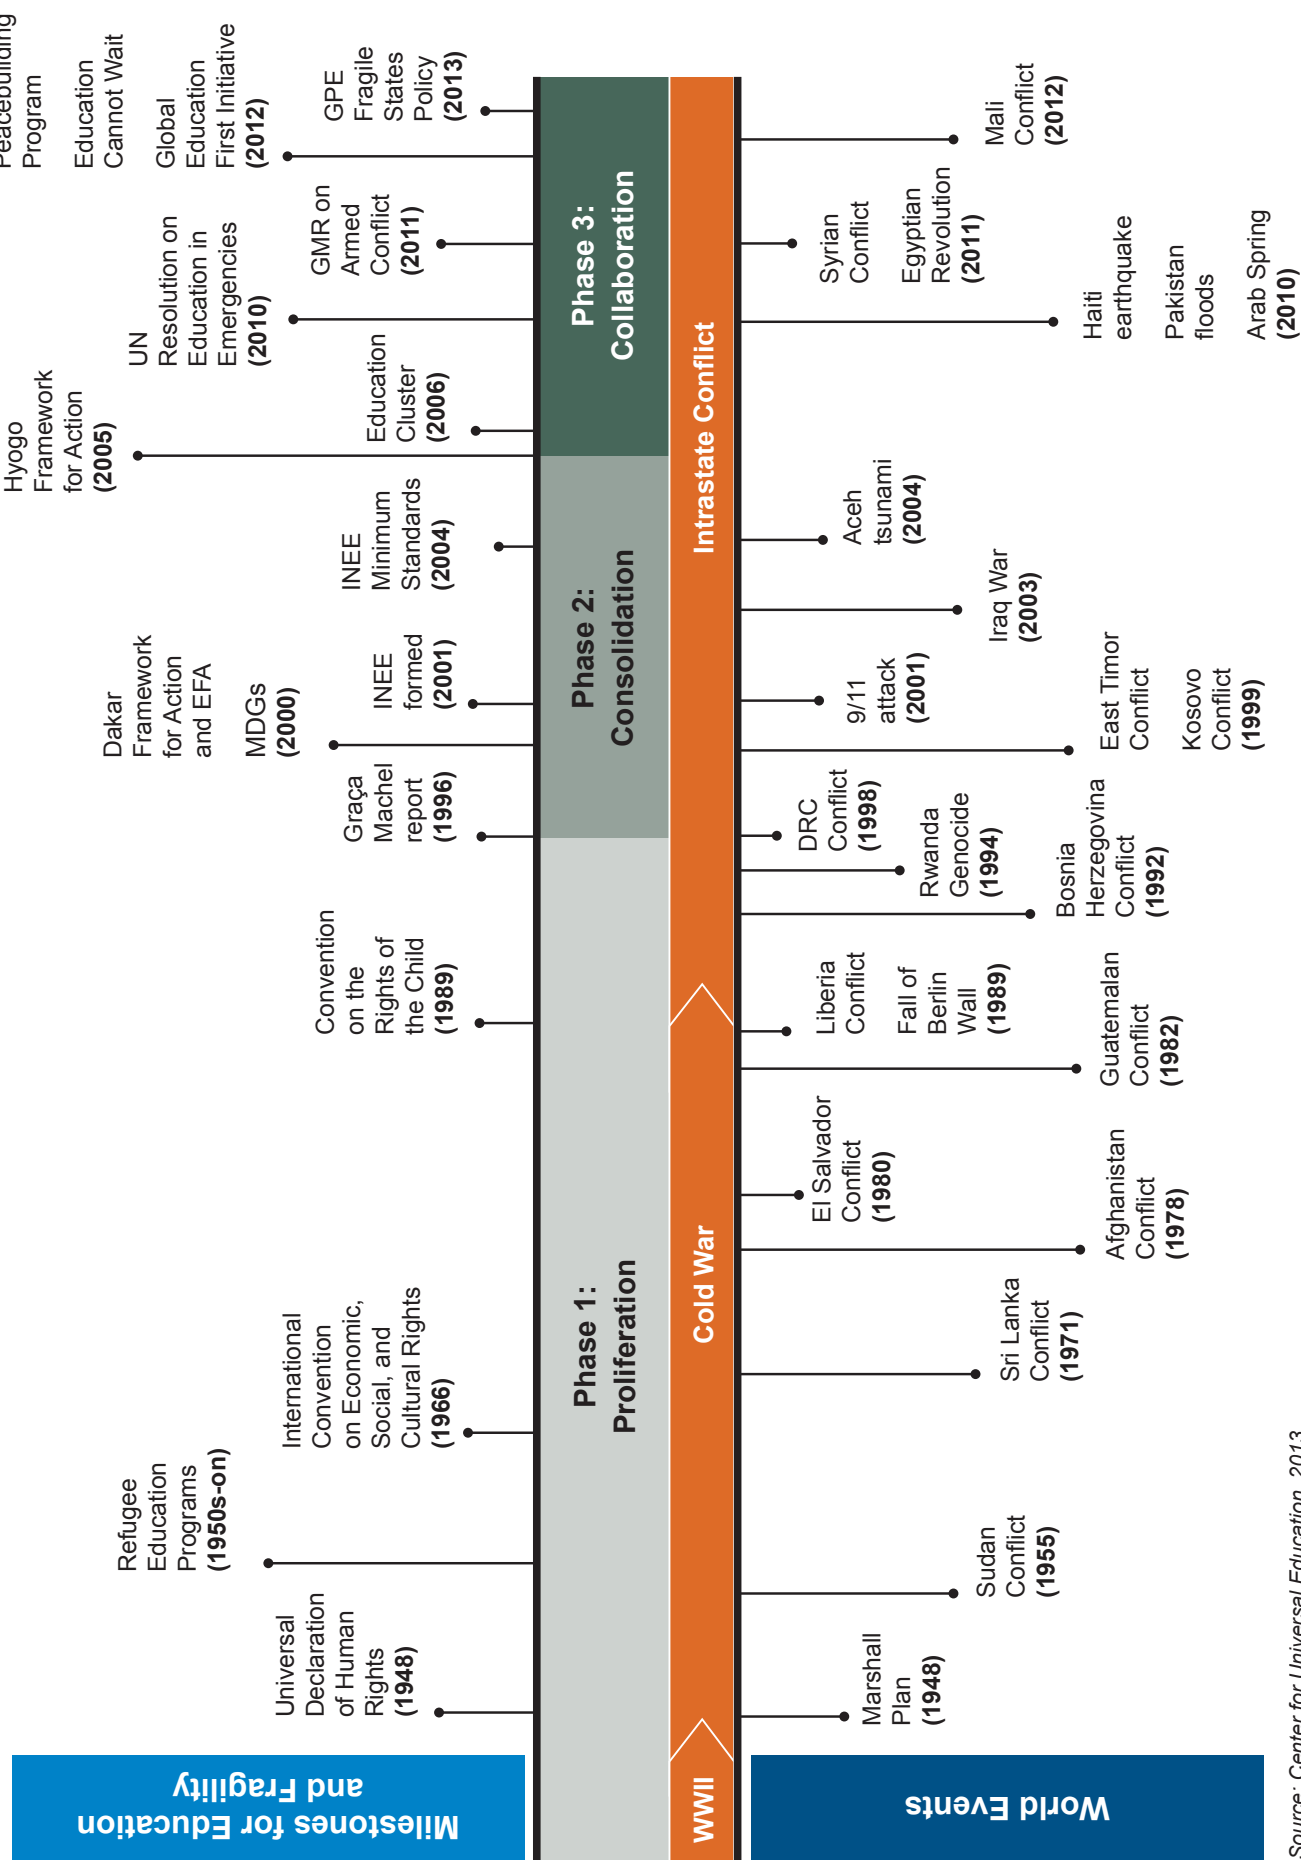 Milestones for Education
and Fragility
Universal
Declaration
of Human
Rights
(1948)
Refugee
Education
Programs
(1950s-on)
International
Convention
on Economic,
Social, and
Cultural Rights
(1966)
Convention
on the
Rights of
the Child
(1989)
Graça
Machel
report
(1996)
Dakar
Framework
for Action
and EFA
MDGs
(2000)
INEE
formed
(2001)
INEE
Minimum
Standards
(2004)
Hyogo
Framework
for Action
(2005)
Education
Cluster
(2006)
UN
Resolution on
Education in
Emergencies
(2010)
GMR on
Armed
Conflict
(2011)
Peacebuilding
Program
Education
Cannot Wait
Global
Education
First Initiative
(2012)
GPE
Fragile
States
Policy
(2013)
Phase 1:
Proliferation
Phase 2:
Consolidation
Phase 3:
Collaboration
WWII
Cold War
Intrastate Conflict
World Events
Marshall
Plan
(1948)
Sudan
Conflict
(1955)
Sri Lanka
Conflict
(1971)
Afghanistan
Conflict
(1978)
El Salvador
Conflict
(1980)
Guatemalan
Conflict
(1982)
Liberia
Conflict
Fall of
Berlin
Wall
(1989)
Bosnia
Herzegovina
Conflict
(1992)
Rwanda
Genocide
(1994)
DRC
Conflict
(1998)
East Timor
Conflict
Kosovo
Conflict
(1999)
9/11
attack
(2001)
Iraq War
(2003)
Aceh
tsunami
(2004)
Haiti
earthquake
Pakistan
floods
Arab Spring
(2010)
Syrian
Conflict
Egyptian
Revolution
(2011)
Mali
Conflict
(2012)
Source: Center for Universal Education, 2013